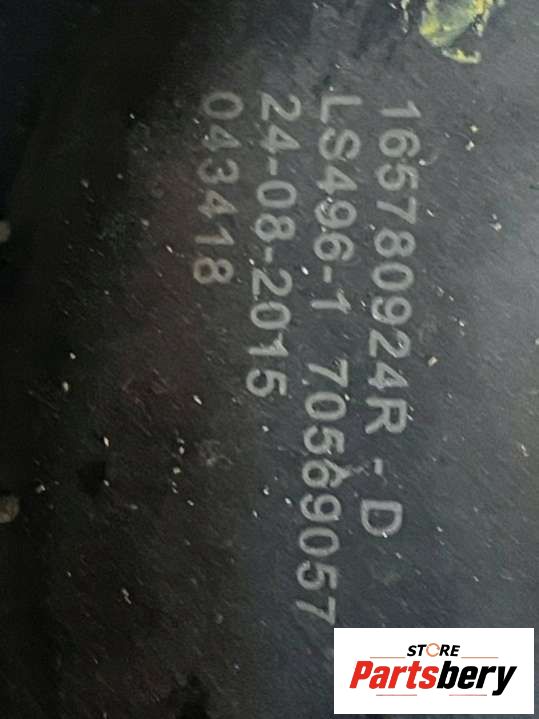 165780924R - D
LS496-1 70569057
24-08-2015
043418
STORE
Partsbery